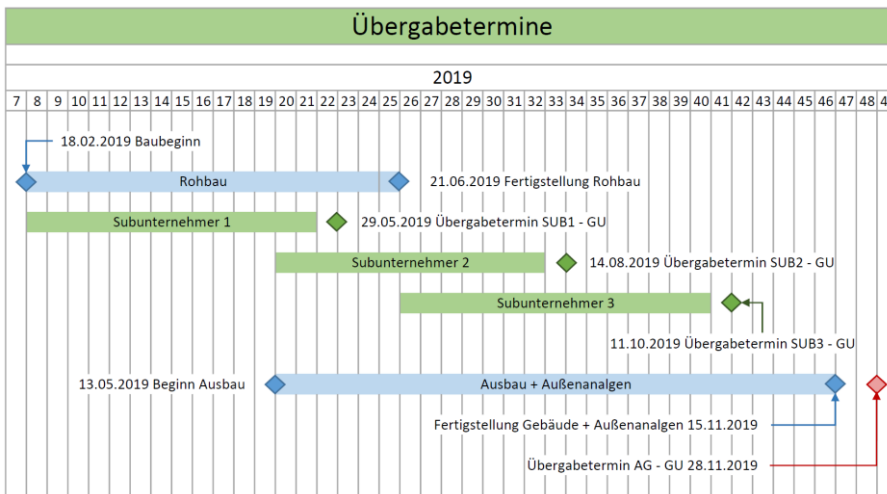 Übergabetermine
2019
7 8 9 10 11 12 13 14 15 16 17 18 19 20 21 22 23 24 25 26 27 28 29 30 31 32 33 34 35 36 37 38 39 40 41 42 43 44 45 46 47 48 4
18.02.2019 Baubeginn
Rohbau
21.06.2019 Fertigstellung Rohbau
Subunternehmer 1
29.05.2019 Übergabetermin SUB1 - GU
Subunternehmer 2
14.08.2019 Übergabetermin SUB2 - GU
Subunternehmer 3
11.10.2019 Übergabetermin SUB3 - GU
13.05.2019 Beginn Ausbau
Ausbau + Außenanalgen
Fertigstellung Gebäude + Außenanalgen 15.11.2019
Übergabetermin AG - GU 28.11.2019